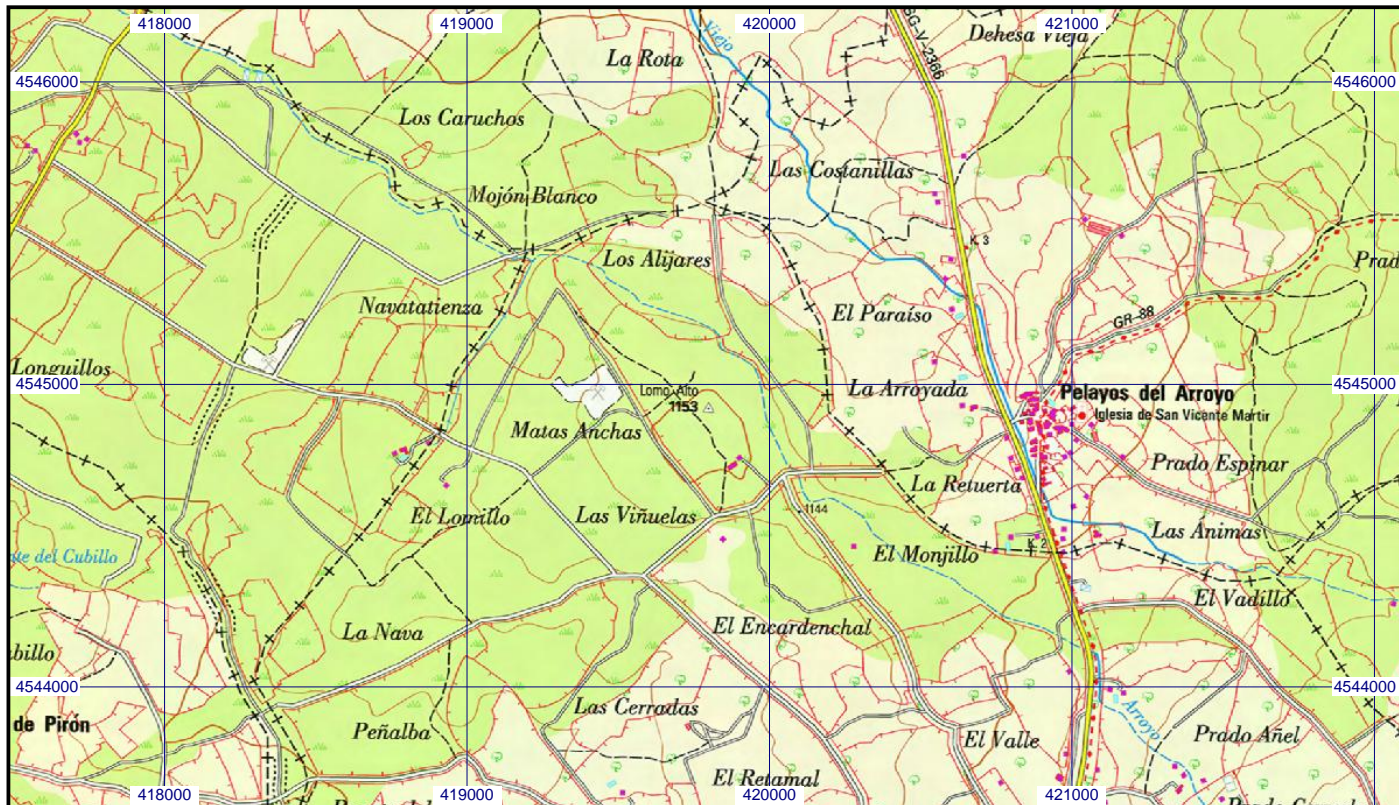 418000
419000
420000
421000
Viejo
SG-V-2366
Dehesa Vieja
La Rota
4546000
4546000
Los Caruchos
Las Costanillas
Mojón Blanco
K. 3
Los Alijares
Prad
Navatatienza
El Paraíso
GR-88
Longuillos
4545000
4545000
Lomo Alto
1153
La Arroyada
Pelayos del Arroyo
Iglesia de San Vicente Martir
Matas Anchas
Prado Espinar
La Retuerta
El Lomillo
Las Viñuelas
1144
Las Ánimas
te del Cubillo
El Monjillo
K. 2
El Vadillo
La Nava
El Encardenchal
ubillo
4544000
4544000
Las Cerradas
de Pirón
Peñalba
Arroyo
El Valle
Prado Añel
El Retamal
418000
419000
420000
421000